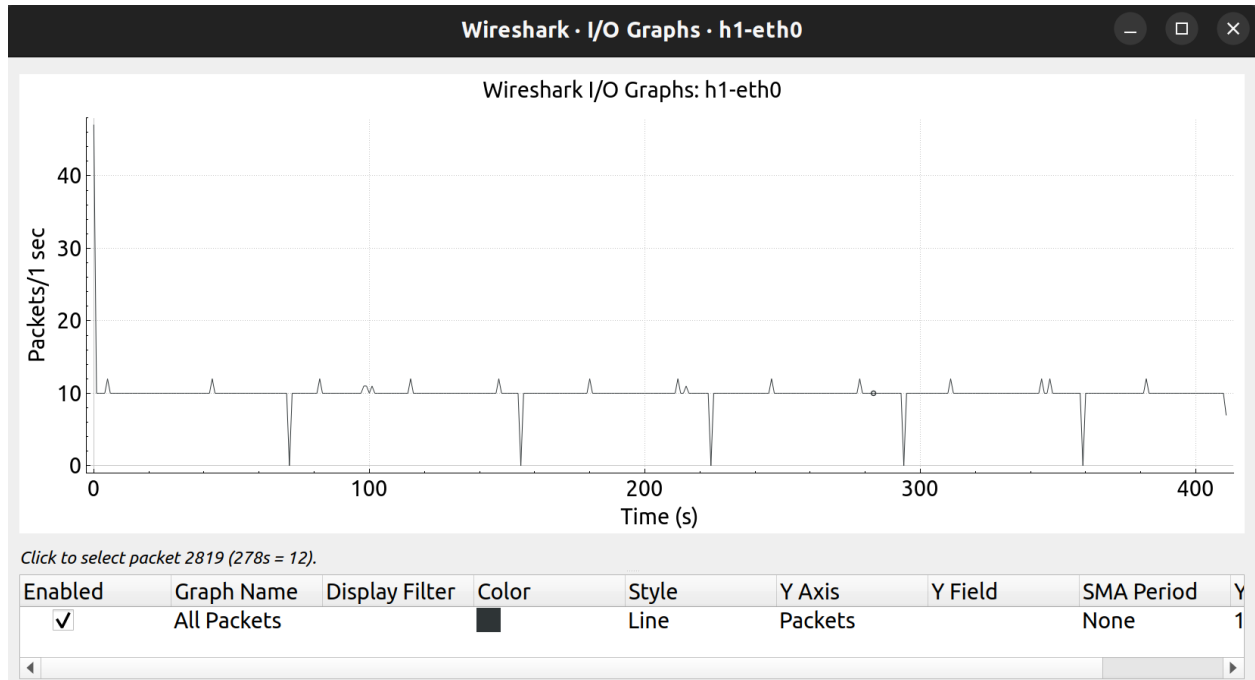 Wireshark · I/O Graphs · h1-eth0
Wireshark I/O Graphs: h1-eth0
Packets/1 sec
40
30
20
10
0
0 100 200 300 400
Time (s)
Click to select packet 2819 (278s = 12).
Enabled Graph Name Display Filter Color Style Y Axis Y Field SMA Period Y
All Packets Line Packets None 1